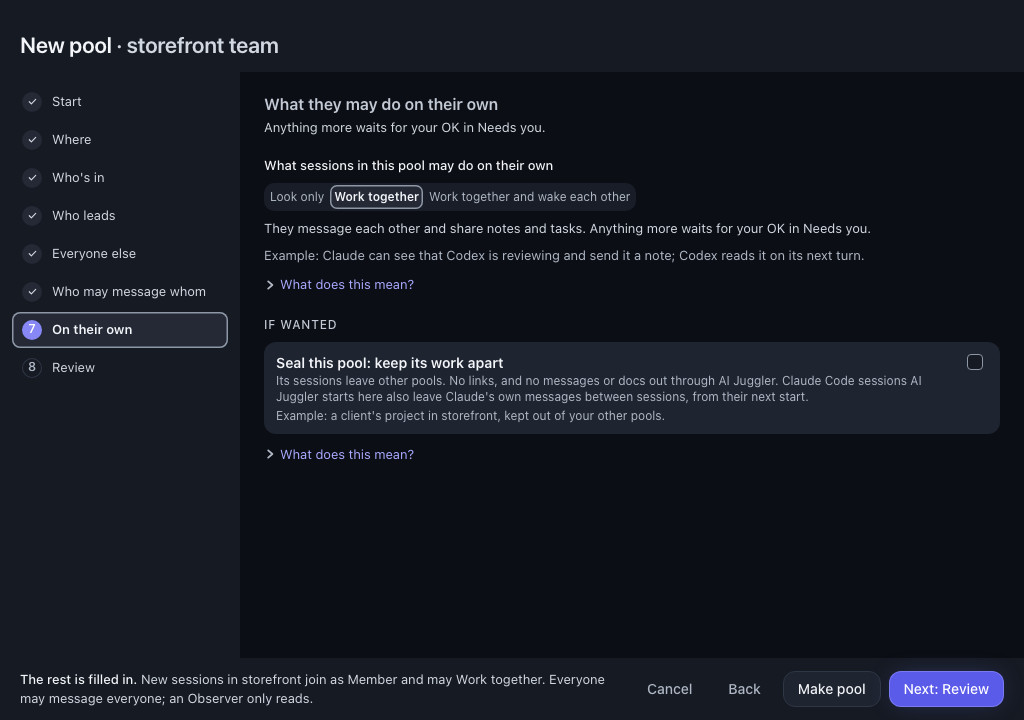 New pool · storefront team
Start
Where
Who's in
Who leads
Everyone else
Who may message whom
7 On their own
8 Review
What they may do on their own
Anything more waits for your OK in Needs you.
What sessions in this pool may do on their own
Look only Work together Work together and wake each other
They message each other and share notes and tasks. Anything more waits for your OK in Needs you.
Example: Claude can see that Codex is reviewing and send it a note; Codex reads it on its next turn.
What does this mean?
IF WANTED
Seal this pool: keep its work apart
Its sessions leave other pools. No links, and no messages or docs out through AI Juggler. Claude Code sessions AI
Juggler starts here also leave Claude's own messages between sessions, from their next start.
Example: a client's project in storefront, kept out of your other pools.
What does this mean?
The rest is filled in. New sessions in storefront join as Member and may Work together. Everyone
may message everyone; an Observer only reads.
Cancel Back Make pool Next: Review